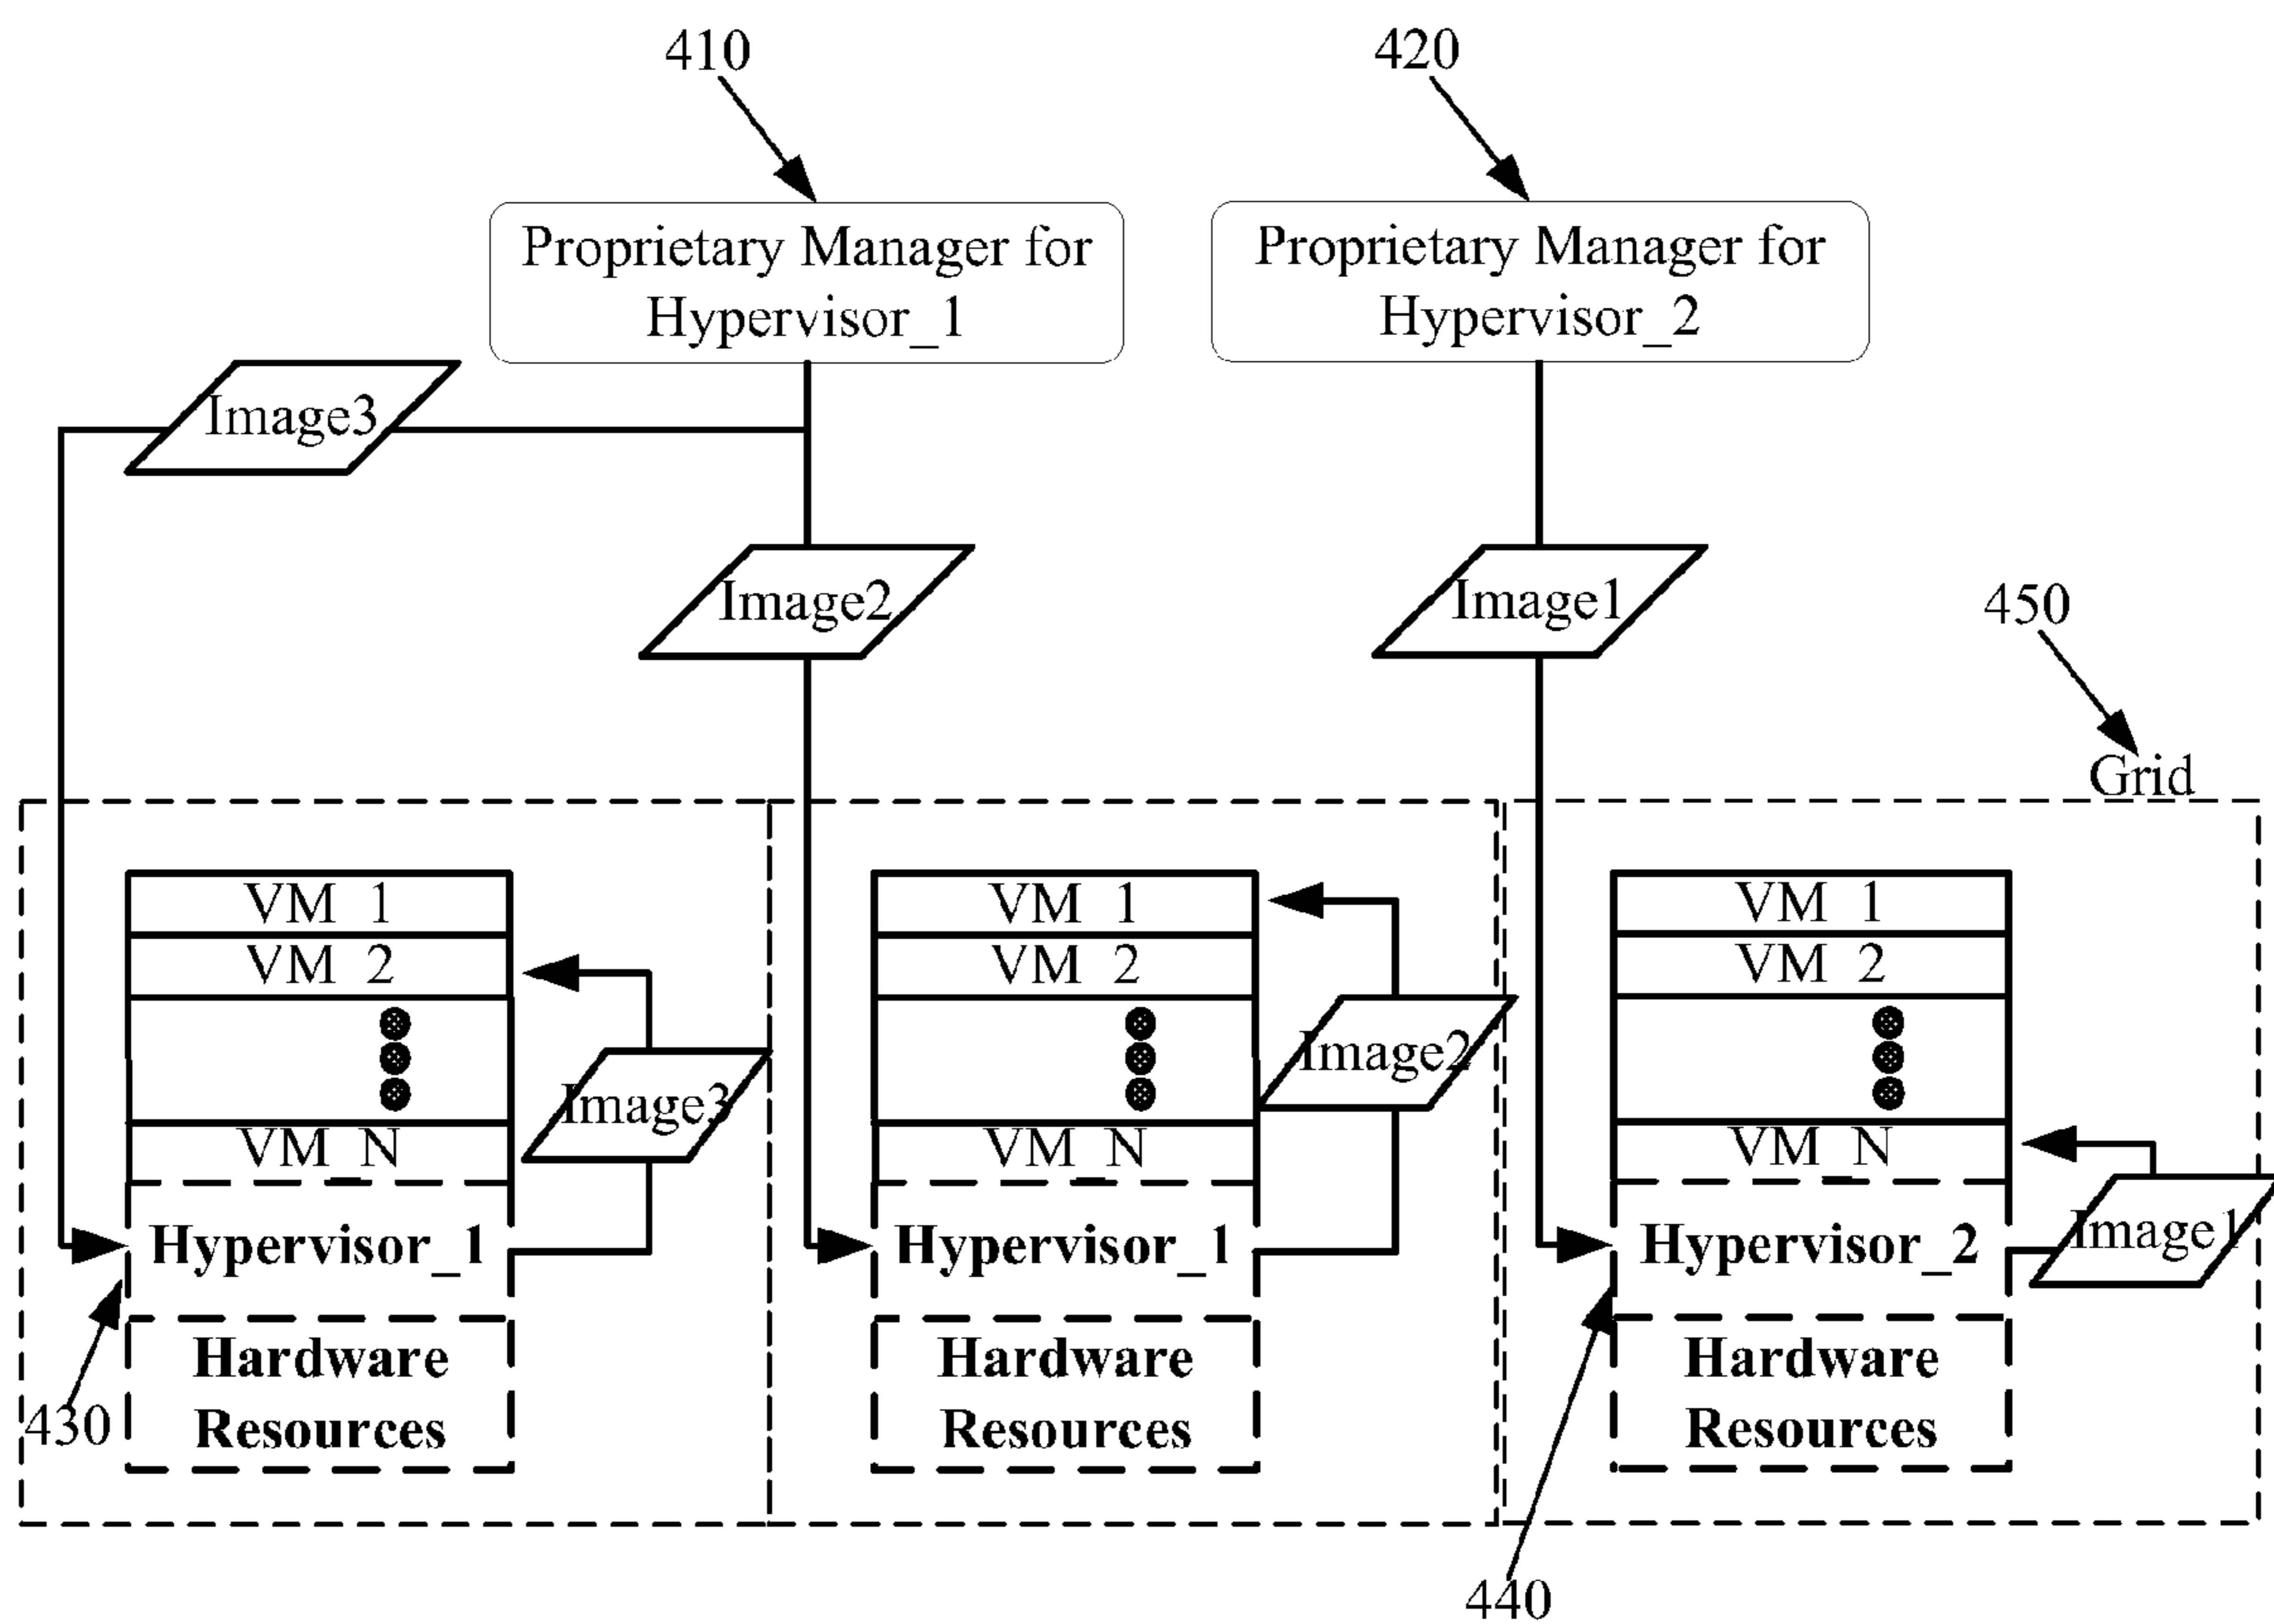 410
420
Proprietary Manager for
Hypervisor_1
Proprietary Manager for
Hypervisor_2
Image3
Image2
Image1
450
Grid
VM_1
VM_2
VM_N
Image3
Hypervisor_1
Hardware
Resources
430
VM_1
VM_2
VM_N
Image2
Hypervisor_1
Hardware
Resources
VM_1
VM_2
VM_N
Image1
Hypervisor_2
Hardware
Resources
440